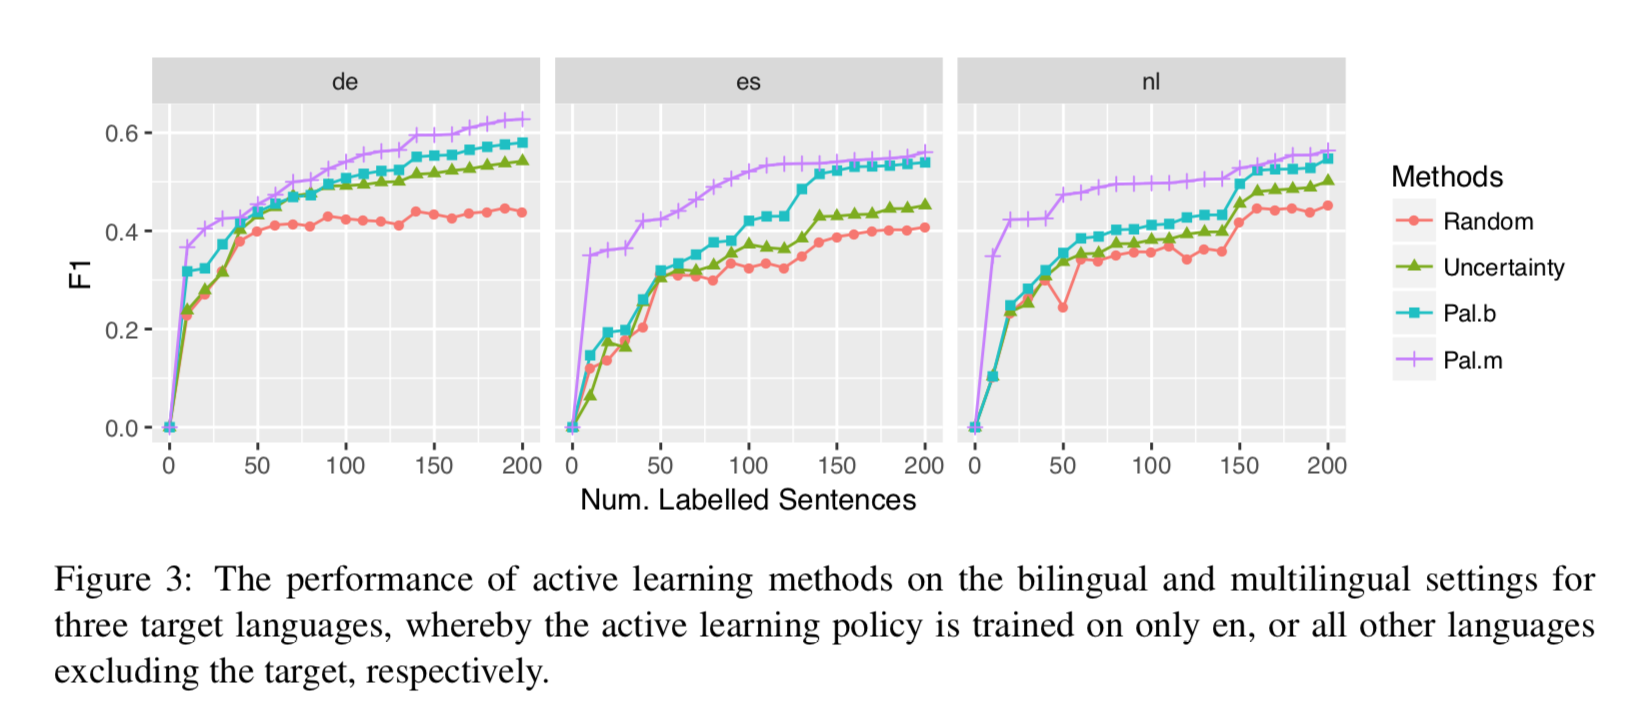 de
es
nl
0.6
0.4
0.2
0.0
F1
0 50 100 150 200
0 50 100 150 200
0 50 100 150 200
Num. Labelled Sentences
Methods
Random
Uncertainty
Pal.b
Pal.m
Figure 3: The performance of active learning methods on the bilingual and multilingual settings for
three target languages, whereby the active learning policy is trained on only en, or all other languages
excluding the target, respectively.